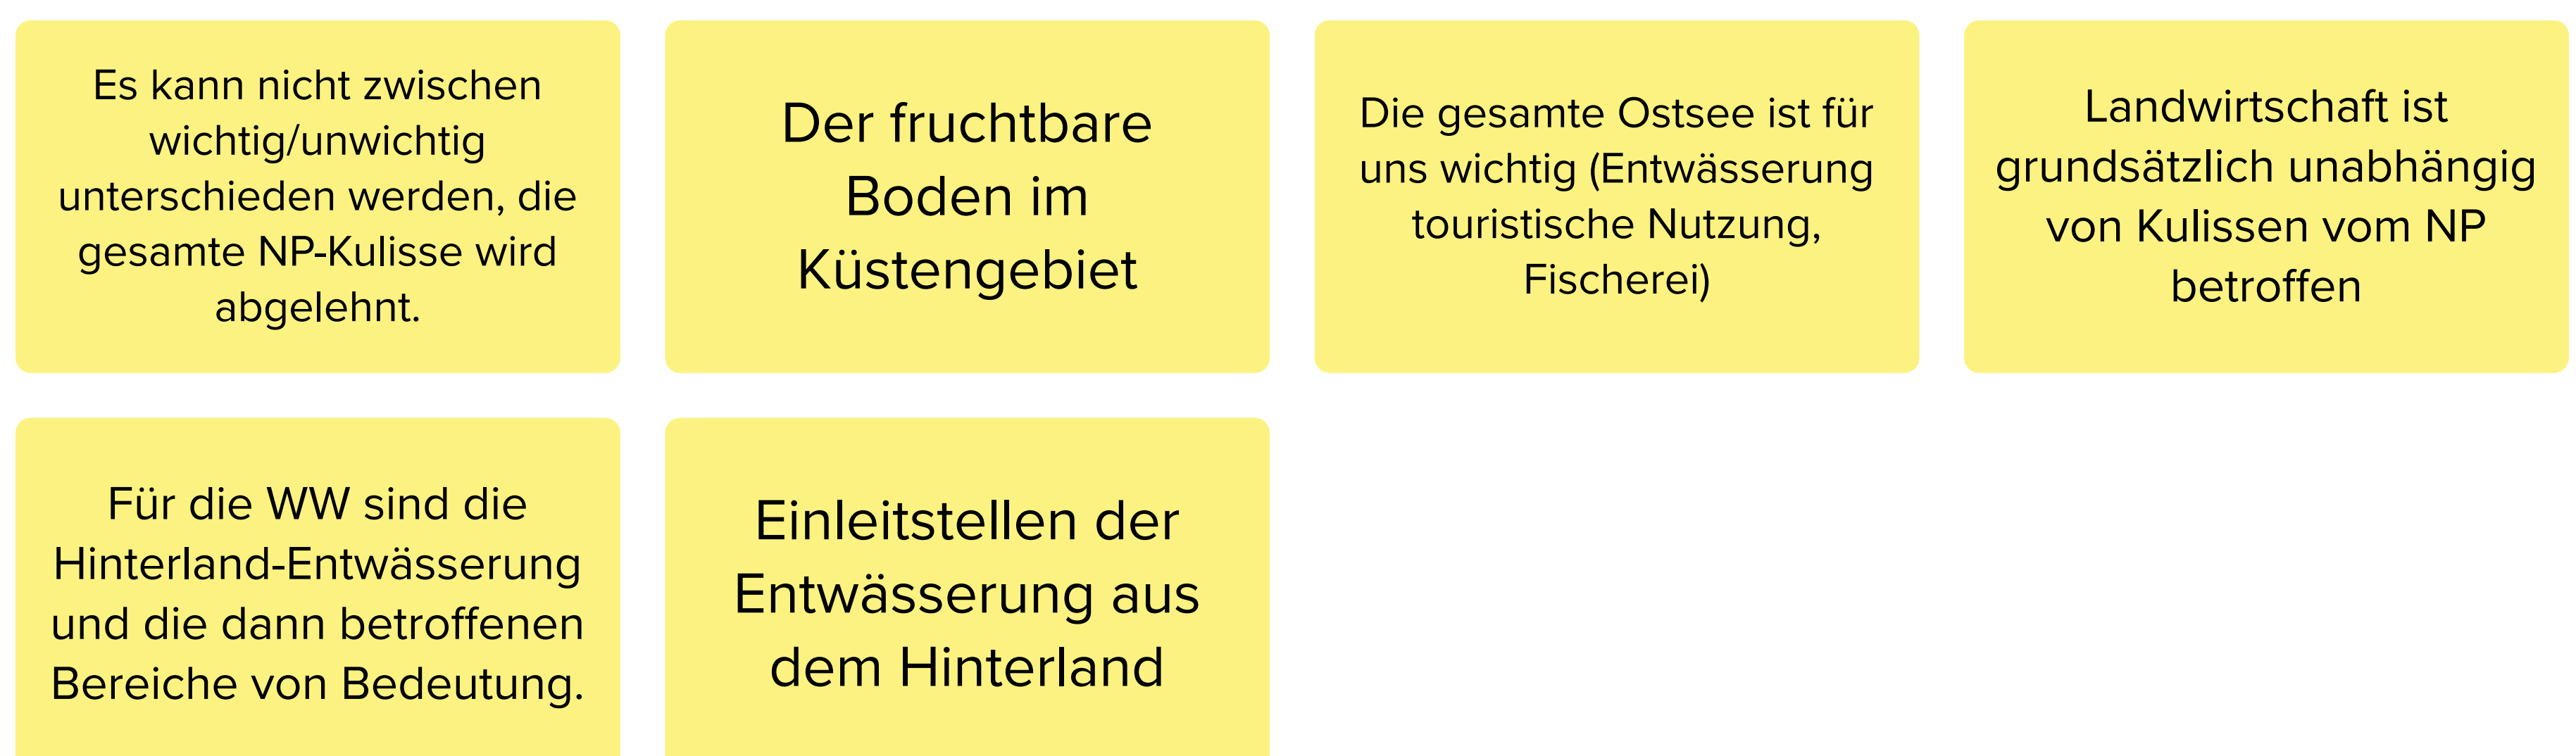 Es kann nicht zwischen
wichtig/unwichtig
unterschieden werden, die
gesamte NP-Kulisse wird
abgelehnt.
Der fruchtbare
Boden im
Küstengebiet
Die gesamte Ostsee ist für
uns wichtig (Entwässerung
touristische Nutzung,
Fischerei)
Landwirtschaft ist
grundsätzlich unabhängig
von Kulissen vom NP
betroffen
Für die WW sind die
Hinterland-Entwässerung
und die dann betroffenen
Bereiche von Bedeutung.
Einleitstellen der
Entwässerung aus
dem Hinterland